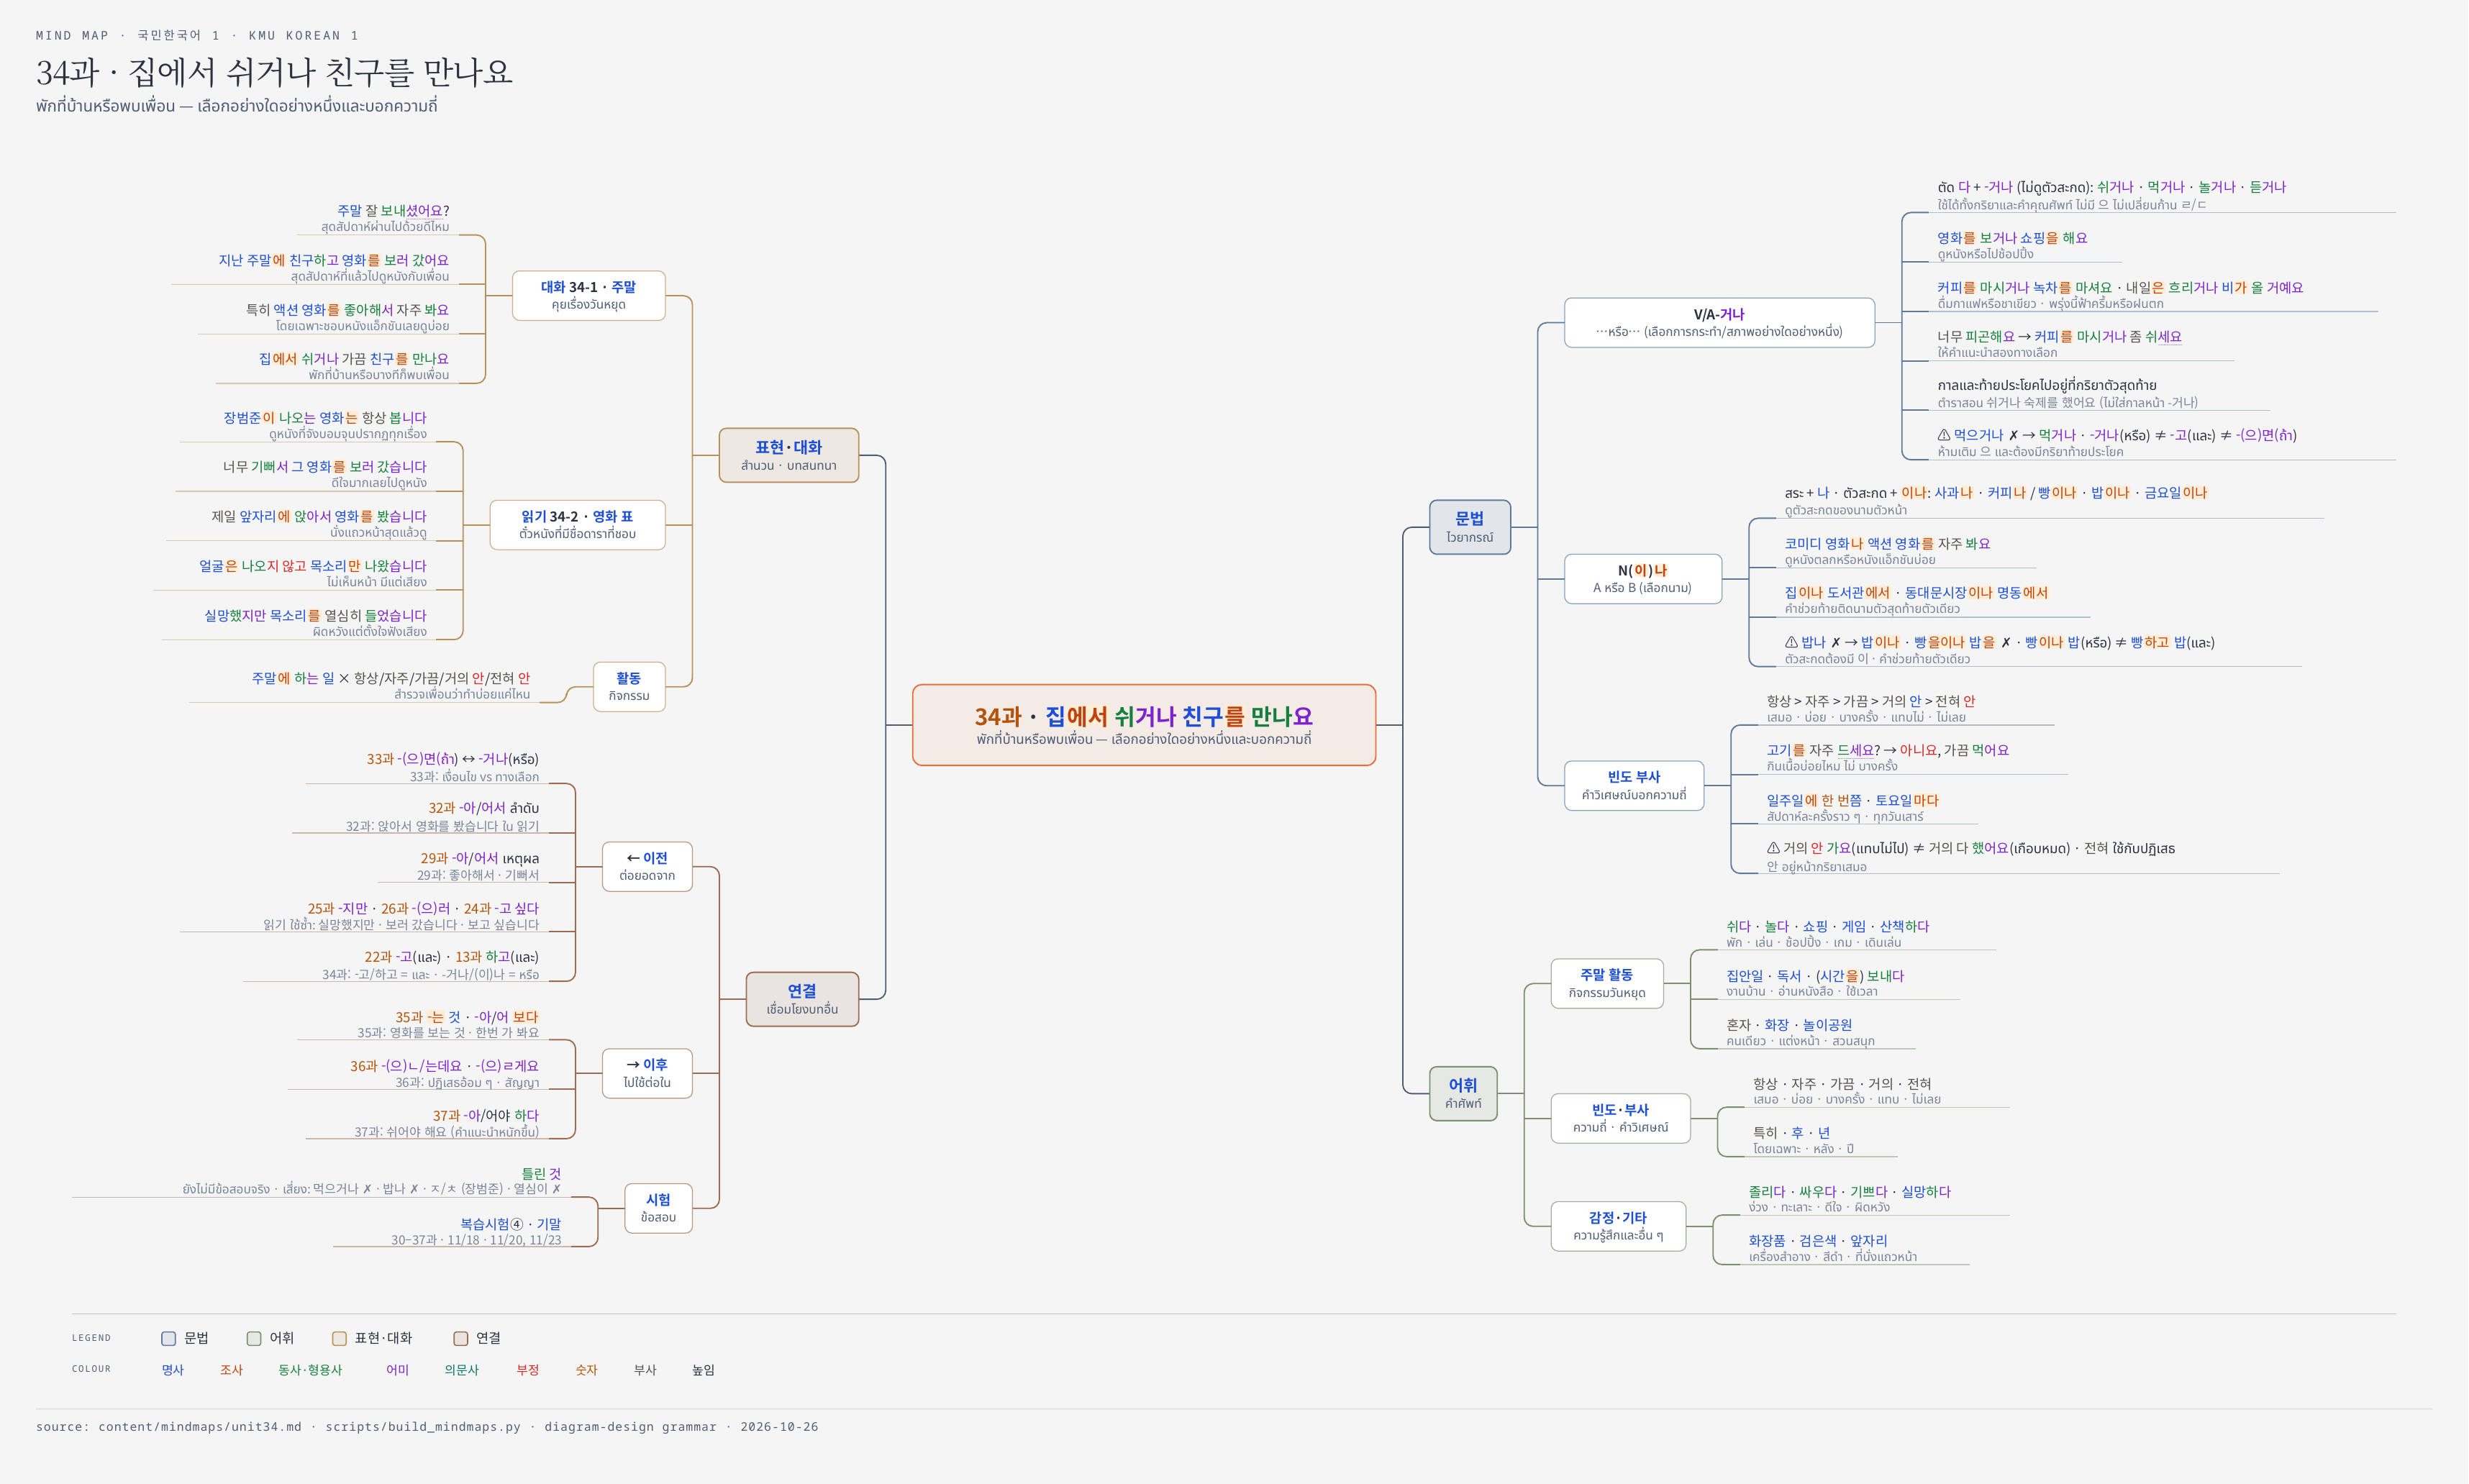 MIND MAP · 국민한국어 1 · KMU KOREAN 1
34과 · 집에서 쉬거나 친구를 만나요
พักที่บ้านหรือพบเพื่อน — เลือกอย่างใดอย่างหนึ่งและบอกความถี่
주말 잘 보내셨어요?
สุดสัปดาห์ผ่านไปด้วยดีไหม
지난 주말에 친구하고 영화를 보러 갔어요
สุดสัปดาห์ที่แล้วไปดูหนังกับเพื่อน
특히 액션 영화를 좋아해서 자주 봐요
โดยเฉพาะชอบหนังแอ็กชันเลยดูบ่อย
집에서 쉬거나 가끔 친구를 만나요
พักที่บ้านหรือบางทีก็พบเพื่อน
대화 34-1 · 주말
คุยเรื่องวันหยุด
장범준이 나오는 영화는 항상 봅니다
ดูหนังที่จังบอมจุนปรากฏทุกเรื่อง
너무 기뻐서 그 영화를 보러 갔습니다
ดีใจมากเลยไปดูหนัง
제일 앞자리에 앉아서 영화를 봤습니다
นั่งแถวหน้าสุดแล้วดู
얼굴은 나오지 않고 목소리만 나왔습니다
ไม่เห็นหน้า มีแต่เสียง
실망했지만 목소리를 열심히 들었습니다
ผิดหวังแต่ตั้งใจฟังเสียง
읽기 34-2 · 영화 표
ตั๋วหนังที่มีชื่อดาราที่ชอบ
주말에 하는 일 × 항상/자주/가끔/거의 안/전혀 안
สำรวจเพื่อนว่าทำบ่อยแค่ไหน
활동
กิจกรรม
표현·대화
สำนวน · บทสนทนา
33과 -(으)면(ถ้า) ↔ -거나(หรือ)
33과: เงื่อนไข vs ทางเลือก
32과 -아/어서 ลำดับ
32과: 앉아서 영화를 봤습니다 ใน 읽기
29과 -아/어서 เหตุผล
29과: 좋아해서 · 기뻐서
25과 -지만 · 26과 -(으)러 · 24과 -고 싶다
읽기 ใช้ซ้ำ: 실망했지만 · 보러 갔습니다 · 보고 싶습니다
22과 -고(และ) · 13과 하고(และ)
34과: -고/하고 = และ · -거나/(이)나 = หรือ
← 이전
ต่อยอดจาก
35과 -는 것 · -아/어 보다
35과: 영화를 보는 것 · 한번 가 봐요
36과 -(으)ㄴ/는데요 · -(으)ㄹ게요
36과: ปฏิเสธอ้อม ๆ · สัญญา
37과 -아/어야 하다
37과: 쉬어야 해요 (คำแนะนำหนักขึ้น)
→ 이후
ไปใช้ต่อใน
틀린 것
ยังไม่มีข้อสอบจริง · เสี่ยง: 먹으거나 ✗ · 밥나 ✗ · ㅈ/ㅊ (장범준) · 열심이 ✗
복습시험④ · 기말
30–37과 · 11/18 · 11/20, 11/23
시험
ข้อสอบ
연결
เชื่อมโยงบทอื่น
34과 · 집에서 쉬거나 친구를 만나요
พักที่บ้านหรือพบเพื่อน — เลือกอย่างใดอย่างหนึ่งและบอกความถี่
문법
ไวยากรณ์
V/A-거나
…หรือ… (เลือกการกระทำ/สภาพอย่างใดอย่างหนึ่ง)
ตัด 다 + -거나 (ไม่ดูตัวสะกด): 쉬거나 · 먹거나 · 놀거나 · 듣거나
ใช้ได้ทั้งกริยาและคำคุณศัพท์ ไม่มี 으 ไม่เปลี่ยนก้าน ㄹ/ㄷ
영화를 보거나 쇼핑을 해요
ดูหนังหรือไปช้อปปิ้ง
커피를 마시거나 녹차를 마셔요 · 내일은 흐리거나 비가 올 거예요
ดื่มกาแฟหรือชาเขียว · พรุ่งนี้ฟ้าครึ้มหรือฝนตก
너무 피곤해요 → 커피를 마시거나 좀 쉬세요
ให้คำแนะนำสองทางเลือก
กาลและท้ายประโยคไปอยู่ที่กริยาตัวสุดท้าย
ตำราสอน 쉬거나 숙제를 했어요 (ไม่ใส่กาลหน้า -거나)
⚠ 먹으거나 ✗ → 먹거나 · -거나(หรือ) ≠ -고(และ) ≠ -(으)면(ถ้า)
ห้ามเติม 으 และต้องมีกริยาท้ายประโยค
N(이)나
A หรือ B (เลือกนาม)
สระ + 나 · ตัวสะกด + 이나: 사과나 · 커피나 / 빵이나 · 밥이나 · 금요일이나
ดูตัวสะกดของนามตัวหน้า
코미디 영화나 액션 영화를 자주 봐요
ดูหนังตลกหรือหนังแอ็กชันบ่อย
집이나 도서관에서 · 동대문시장이나 명동에서
คำช่วยท้ายติดนามตัวสุดท้ายตัวเดียว
⚠ 밥나 ✗ → 밥이나 · 빵을이나 밥을 ✗ · 빵이나 밥(หรือ) ≠ 빵하고 밥(และ)
ตัวสะกดต้องมี 이 · คำช่วยท้ายตัวเดียว
빈도 부사
คำวิเศษณ์บอกความถี่
항상 > 자주 > 가끔 > 거의 안 > 전혀 안
เสมอ · บ่อย · บางครั้ง · แทบไม่ · ไม่เลย
고기를 자주 드세요? → 아니요, 가끔 먹어요
กินเนื้อบ่อยไหม ไม่ บางครั้ง
일주일에 한 번쯤 · 토요일마다
สัปดาห์ละครั้งราว ๆ · ทุกวันเสาร์
⚠ 거의 안 가요(แทบไม่ไป) ≠ 거의 다 했어요(เกือบหมด) · 전혀 ใช้กับปฏิเสธ
안 อยู่หน้ากริยาเสมอ
어휘
คำศัพท์
주말 활동
กิจกรรมวันหยุด
쉬다 · 놀다 · 쇼핑 · 게임 · 산책하다
พัก · เล่น · ช้อปปิ้ง · เกม · เดินเล่น
집안일 · 독서 · (시간을) 보내다
งานบ้าน · อ่านหนังสือ · ใช้เวลา
혼자 · 화장 · 놀이공원
คนเดียว · แต่งหน้า · สวนสนุก
빈도·부사
ความถี่ · คำวิเศษณ์
항상 · 자주 · 가끔 · 거의 · 전혀
เสมอ · บ่อย · บางครั้ง · แทบ · ไม่เลย
특히 · 후 · 년
โดยเฉพาะ · หลัง · ปี
감정·기타
ความรู้สึกและอื่น ๆ
졸리다 · 싸우다 · 기쁘다 · 실망하다
ง่วง · ทะเลาะ · ดีใจ · ผิดหวัง
화장품 · 검은색 · 앞자리
เครื่องสำอาง · สีดำ · ที่นั่งแถวหน้า
LEGEND 문법 어휘 표현·대화 연결
COLOUR 명사 조사 동사·형용사 어미 의문사 부정 숫자 부사 높임
source: content/mindmaps/unit34.md · scripts/build_mindmaps.py · diagram-design grammar · 2026-10-26